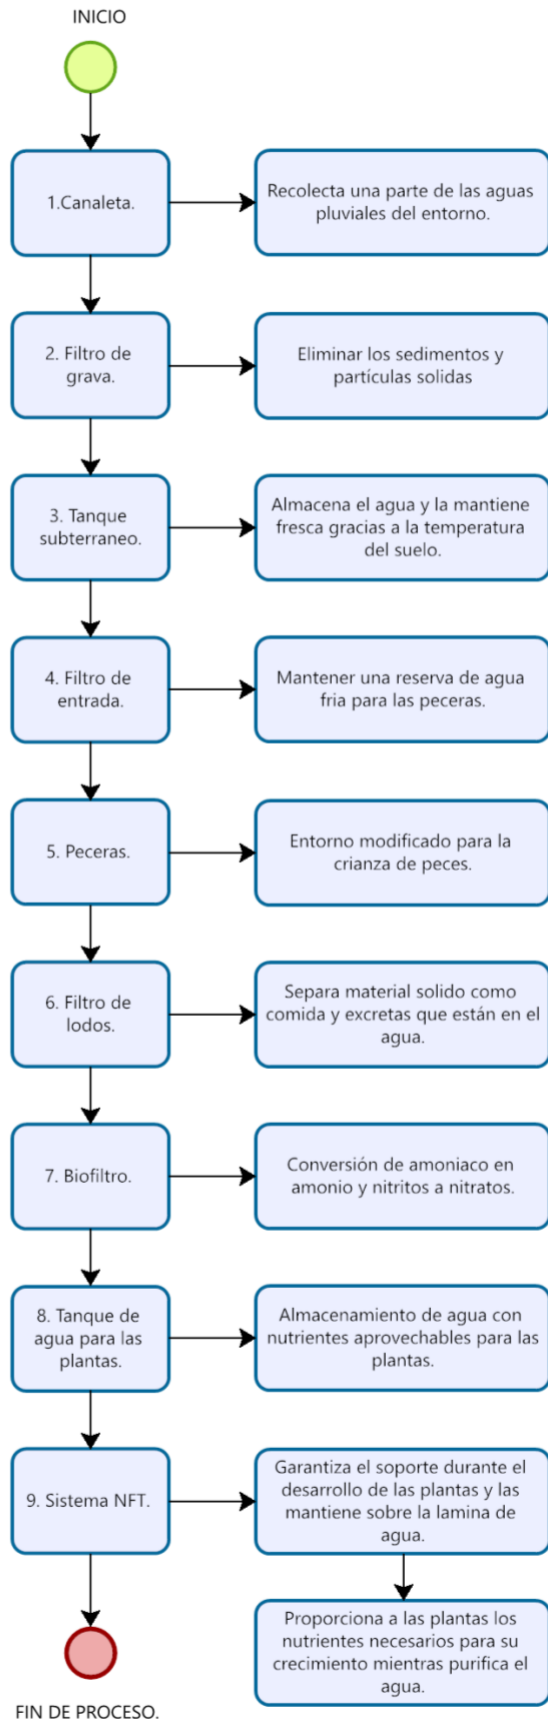 INICIO
1.Canaleta.
Recolecta una parte de las aguas
pluviales del entorno.
2. Filtro de
grava.
Eliminar los sedimentos y
partículas solidas
3. Tanque
subterraneo.
Almacena el agua y la mantiene
fresca gracias a la temperatura
del suelo.
4. Filtro de
entrada.
Mantener una reserva de agua
fria para las peceras.
5. Peceras.
Entorno modificado para la
crianza de peces.
6. Filtro de
lodos.
Separa material solido como
comida y excretas que están en el
agua.
7. Biofiltro.
Conversión de amoniaco en
amonio y nitritos a nitratos.
8. Tanque de
agua para las
plantas.
Almacenamiento de agua con
nutrientes aprovechables para las
plantas.
9. Sistema NFT.
Garantiza el soporte durante el
desarrollo de las plantas y las
mantiene sobre la lamina de
agua.
Proporciona a las plantas los
nutrientes necesarios para su
crecimiento mientras purifica el
agua.
FIN DE PROCESO.